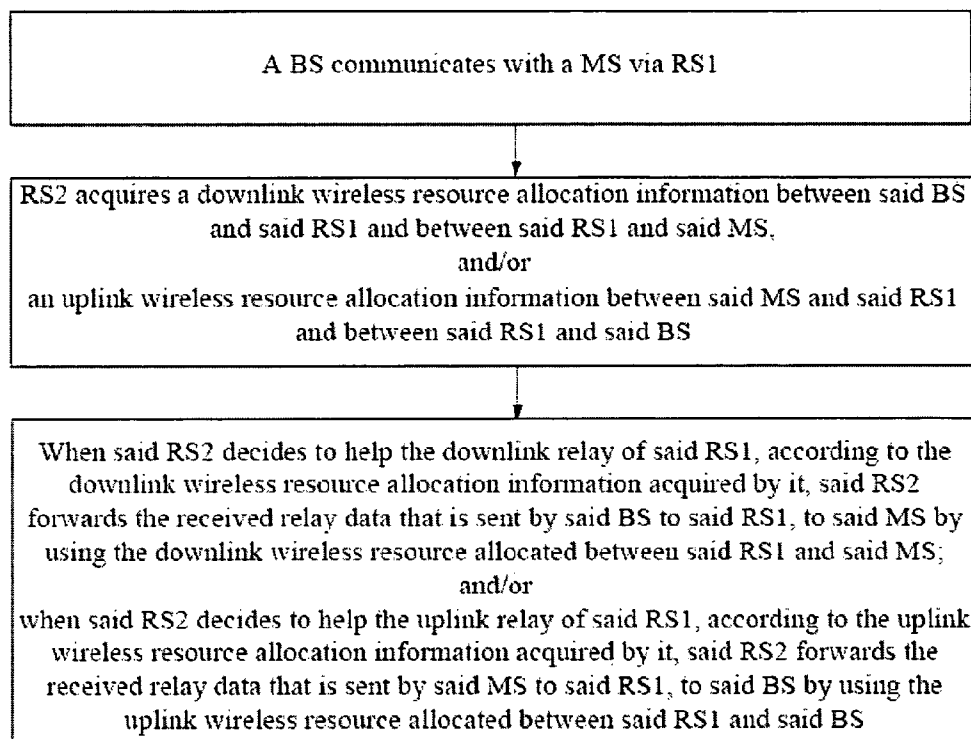 A BS communicates with a MS via RS1
RS2 acquires a downlink wireless resource allocation information between said BS
and said RS1 and between said RS1 and said MS,
and/or
an uplink wireless resource allocation information between said MS and said RS1
and between said RS1 and said BS
When said RS2 decides to help the downlink relay of said RS1, according to the
downlink wireless resource allocation information acquired by it, said RS2
forwards the received relay data that is sent by said BS to said RS1, to said MS by
using the downlink wireless resource allocated between said RS1 and said MS;
and/or
when said RS2 decides to help the uplink relay of said RS1, according to the uplink
wireless resource allocation information acquired by it, said RS2 forwards the
received relay data that is sent by said MS to said RS1, to said BS by using the
uplink wireless resource allocated between said RS1 and said BS